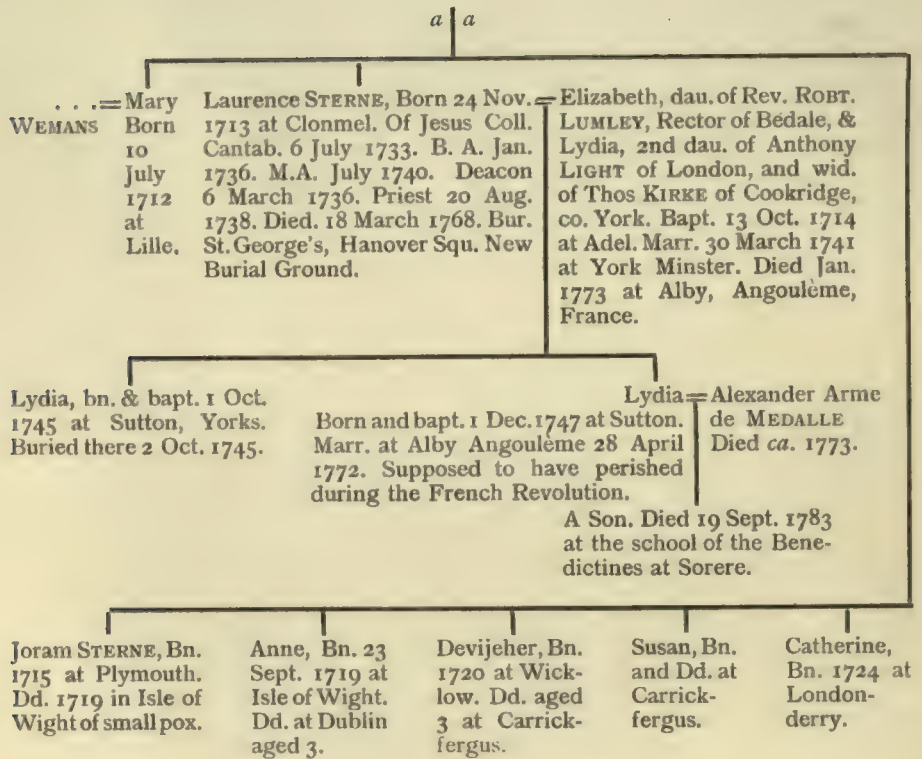 a a
. . .= Mary
WEMANS Born
10
July
1712
at
Lille.
Laurence STERNE, Born 24 Nov. =
1713 at Clonmel. Of Jesus Coll.
Cantab. 6 July 1733. B. A. Jan.
1736. M.A. July 1740. Deacon
6 March 1736. Priest 20 Aug.
1738. Died. 18 March 1768. Bur.
St. George's, Hanover Squ. New
Burial Ground.
Elizabeth, dau. of Rev. ROBT.
LUMLEY, Rector of Bedale, &
Lydia, 2nd dau. of Anthony
LIGHT of London, and wid.
of Thos KIRKE of Cookridge,
co. York. Bapt. 13 Oct. 1714
at Adel. Marr. 30 March 1741
at York Minster. Died Jan.
1773 at Alby, Angoulème,
France.
Lydia, bn. & bapt. 1 Oct.
1745 at Sutton, Yorks.
Buried there 2 Oct. 1745.
Lydia =
Born and bapt. 1 Dec. 1747 at Sutton.
Marr. at Alby Angoulème 28 April
1772. Supposed to have perished
during the French Revolution.
Alexander Arme
de MEDALLE
Died ca. 1773.
A Son. Died 19 Sept. 1783
at the school of the Bene-
dictines at Sorere.
Joram STERNE, Bn.
1715 at Plymouth.
Dd. 1719 in Isle of
Wight of small pox.
Anne, Bn. 23
Sept. 1719 at
Isle of Wight.
Dd. at Dublin
aged 3.
Devijeher, Bn.
1720 at Wick-
low. Dd. aged
3 at Carrick-
fergus.
Susan, Bn.
and Dd. at
Carrick-
fergus.
Catherine,
Bn. 1724 at
London-
derry.